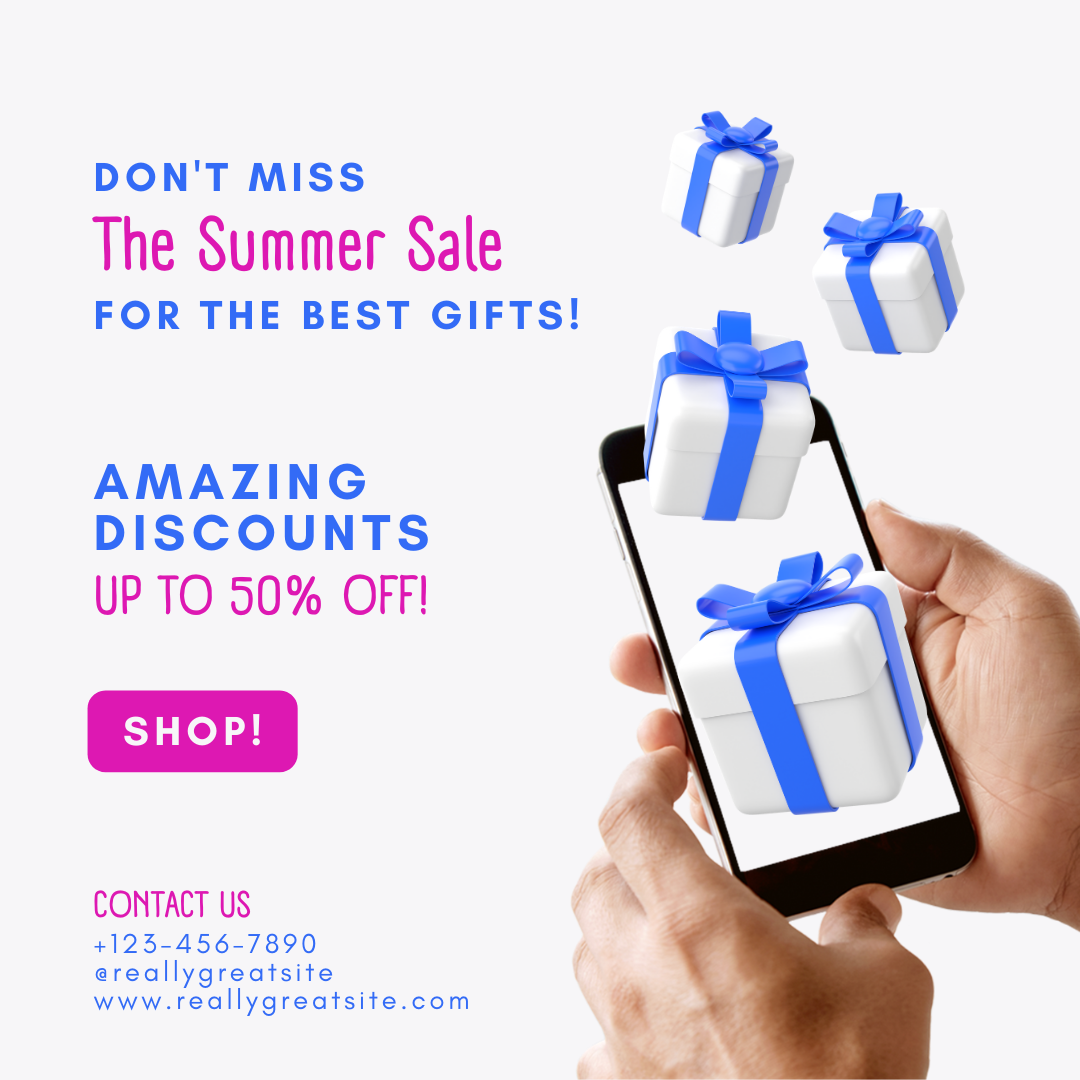 DON'T MISS
The Summer Sale
FOR THE BEST GIFTS!
AMAZING
DISCOUNTS
UP TO 50% OFF!
SHOP!
CONTACT US
+123-456-7890
@reallygreatsite
www.reallygreatsite.com